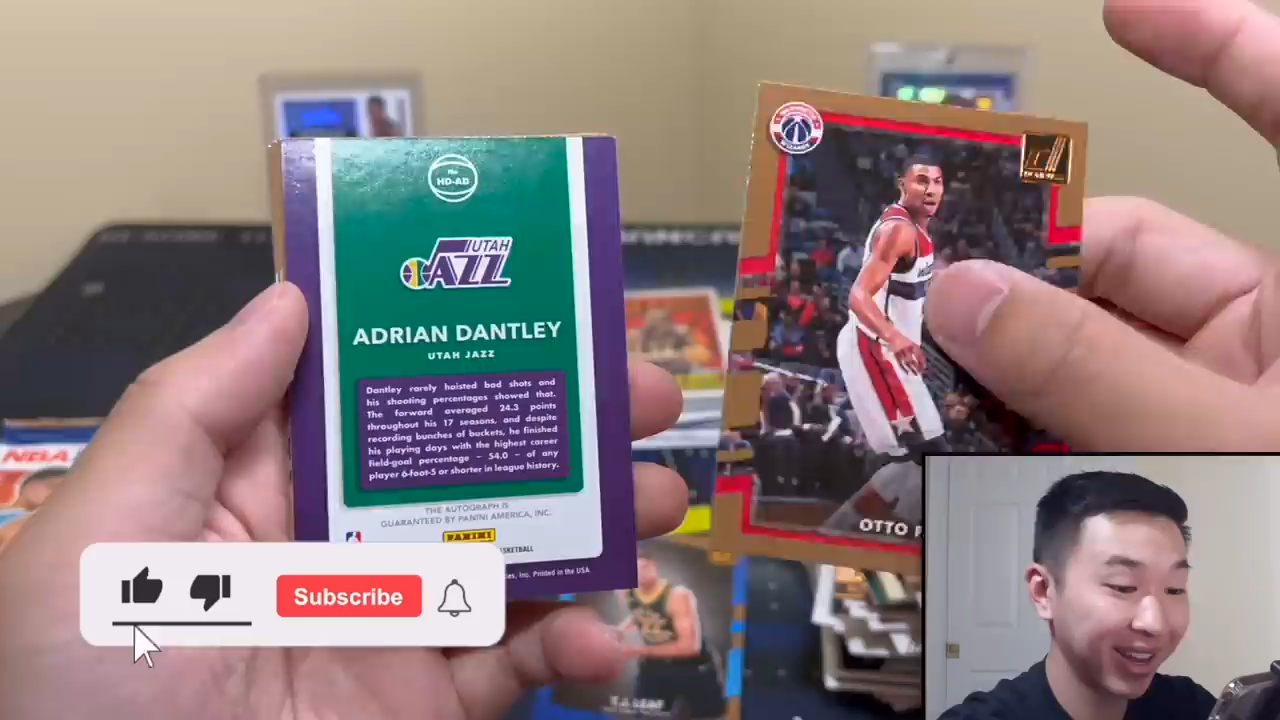 No.
HD-AD
UTAH
JAZZ
ADRIAN DANTLEY
UTAH JAZZ
Dantley rarely hoisted bad shots and
his shooting percentages showed that.
The forward averaged 24.3 points
throughout his 17 seasons, and despite
recording bunches of buckets, he finished
his playing days with the highest career
field-goal percentage – 54.0 – of any
player 6-foot-5 or shorter in league history.
THE AUTOGRAPH IS
GUARANTEED BY PANINI AMERICA, INC.
PANINI
Inc. Printed in the USA
OTTO
NBA
Subscribe